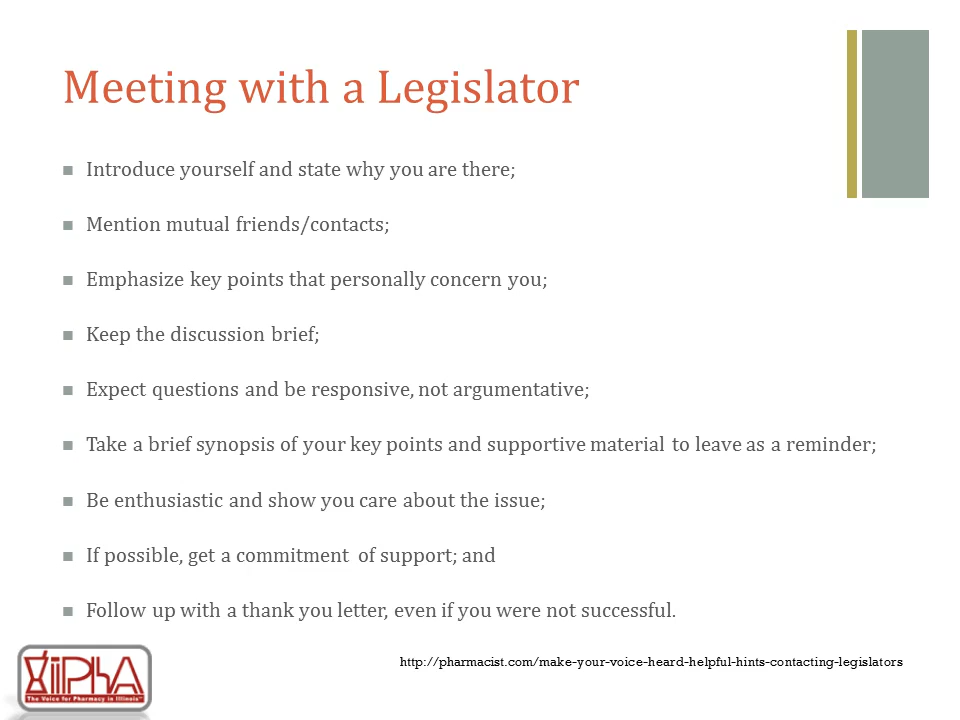 Meeting with a Legislator
Introduce yourself and state why you are there;
Mention mutual friends/contacts;
Emphasize key points that personally concern you;
Keep the discussion brief;
Expect questions and be responsive, not argumentative;
Take a brief synopsis of your key points and supportive material to leave as a reminder;
Be enthusiastic and show you care about the issue;
If possible, get a commitment of support; and
Follow up with a thank you letter, even if you were not successful.
http://pharmacist.com/make-your-voice-heard-helpful-hints-contacting-legislators
IPhA
The Voice for Pharmacy in Illinois™